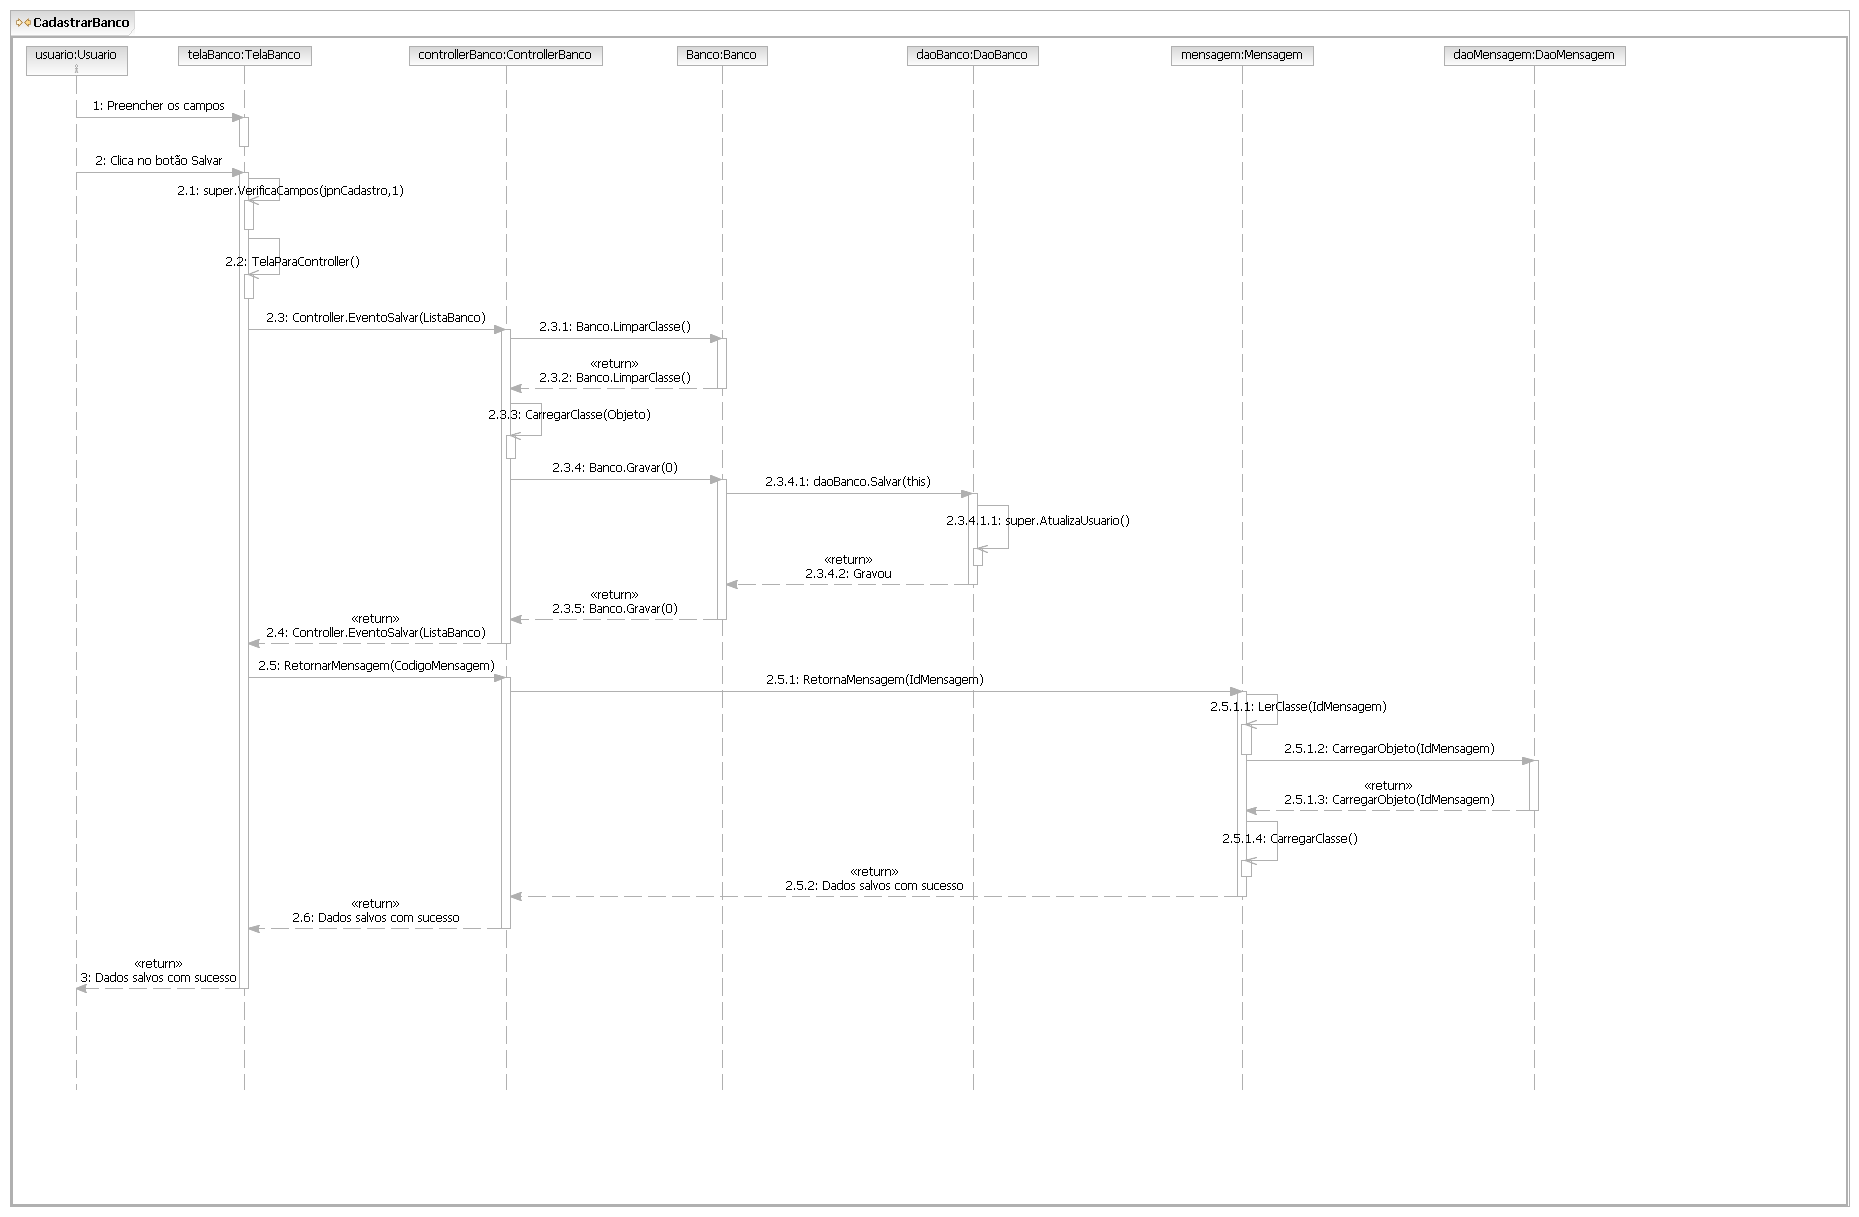 CadastrarBanco
usuario:Usuario
telaBanco:TelaBanco
controllerBanco:ControllerBanco
Banco:Banco
daoBanco:DaoBanco
mensagem:Mensagem
daoMensagem:DaoMensagem
1: Preencher os campos
2: Clica no botão Salvar
2.1: super.VerificaCampos(jpnCadastro,1)
2.2: TelaParaController()
2.3: Controller.EventoSalvar(ListaBanco)
2.3.1: Banco.LimparClasse()
«return»
2.3.2: Banco.LimparClasse()
2.3.3: CarregarClasse(Objeto)
2.3.4: Banco.Gravar(0)
2.3.4.1: daoBanco.Salvar(this)
2.3.4.1.1: super.AtualizaUsuario()
«return»
2.3.4.2: Gravou
«return»
2.3.5: Banco.Gravar(0)
«return»
2.4: Controller.EventoSalvar(ListaBanco)
2.5: RetornarMensagem(CodigoMensagem)
2.5.1: RetornaMensagem(IdMensagem)
2.5.1.1: LerClasse(IdMensagem)
2.5.1.2: CarregarObjeto(IdMensagem)
«return»
2.5.1.3: CarregarObjeto(IdMensagem)
2.5.1.4: CarregarClasse()
«return»
2.5.2: Dados salvos com sucesso
«return»
2.6: Dados salvos com sucesso
«return»
3: Dados salvos com sucesso